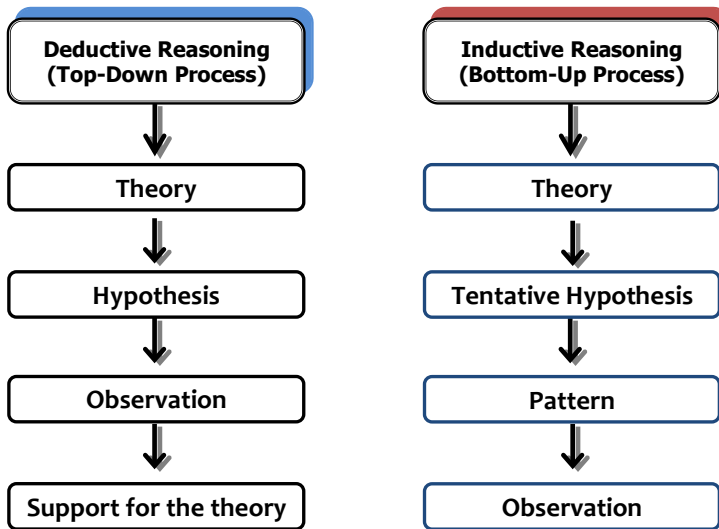 Deductive Reasoning
(Top-Down Process)
Theory
Hypothesis
Observation
Support for the theory
Inductive Reasoning
(Bottom-Up Process)
Theory
Tentative Hypothesis
Pattern
Observation